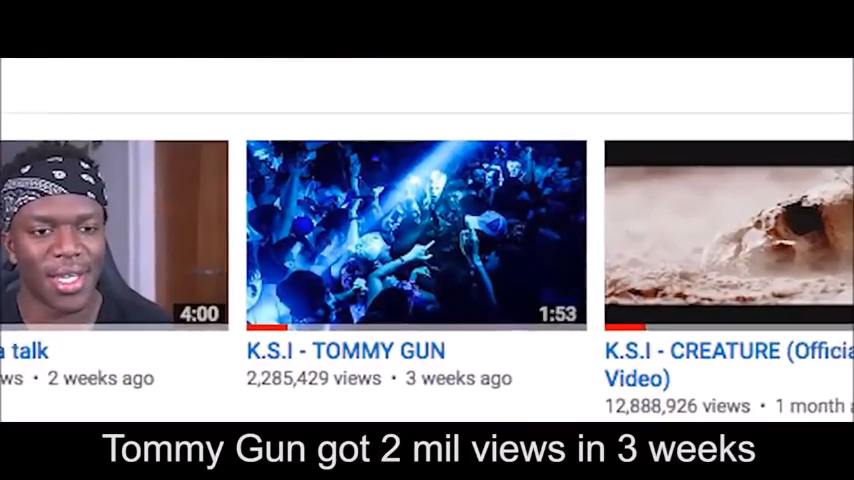 4:00
1:53
a talk
K.S.I - TOMMY GUN
K.S.I - CREATURE (Officia
Video)
ws • 2 weeks ago
2,285,429 views • 3 weeks ago
12,888,926 views • 1 month a
Tommy Gun got 2 mil views in 3 weeks